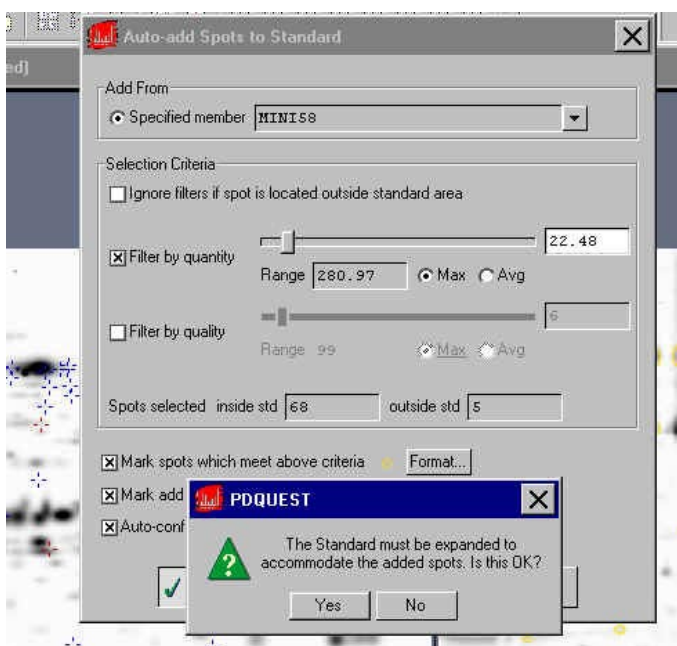 Auto-add Spots to Standard
ed]
Add From
Specified member MINI58
Selection Criteria
Ignore filters if spot is located outside standard area
22.48
Filter by quantity
Range 280.97 Max Avg
6
Filter by quality
Range 99 Max Avg
Spots selected inside std 68 outside std 5
Mark spots which meet above criteria Format...
Mark add
PDQUEST
Auto-conf
The Standard must be expanded to
accommodate the added spots. Is this OK?
Yes No